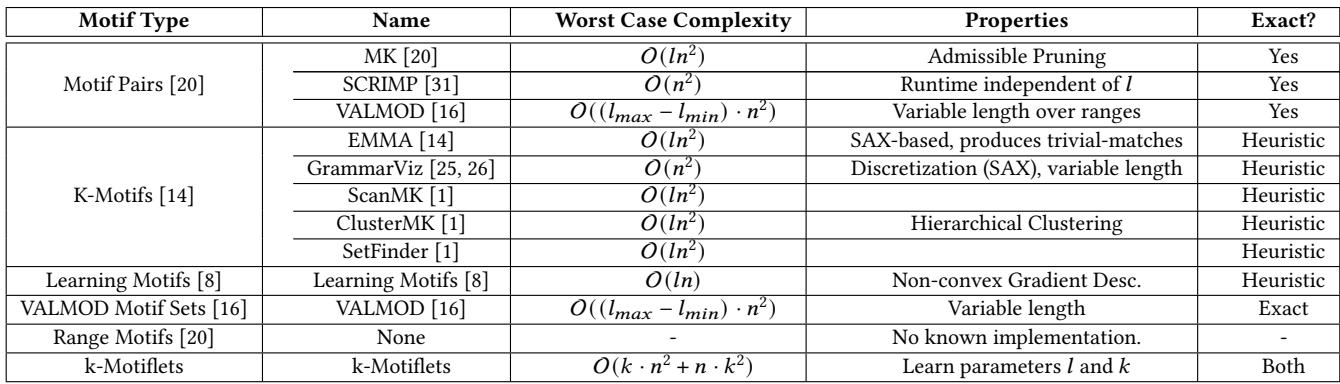 Motif Type Name Worst Case Complexity Properties Exact?
MK [20] O(ln²) Admissible Pruning Yes
Motif Pairs [20] SCRIMP [31] O(n²) Runtime independent of l Yes
VALMOD [16] O((l_max − l_min) · n²) Variable length over ranges Yes
EMMA [14] O(ln²) SAX-based, produces trivial-matches Heuristic
GrammarViz [25, 26] O(n²) Discretization (SAX), variable length Heuristic
K-Motifs [14] ScanMK [1] O(ln²) Heuristic
ClusterMK [1] O(ln²) Hierarchical Clustering Heuristic
SetFinder [1] O(ln²) Heuristic
Learning Motifs [8] Learning Motifs [8] O(ln) Non-convex Gradient Desc. Heuristic
VALMOD Motif Sets [16] VALMOD [16] O((l_max − l_min) · n²) Variable length Exact
Range Motifs [20] None - No known implementation. -
k-Motiflets k-Motiflets O(k · n² + n · k²) Learn parameters l and k Both